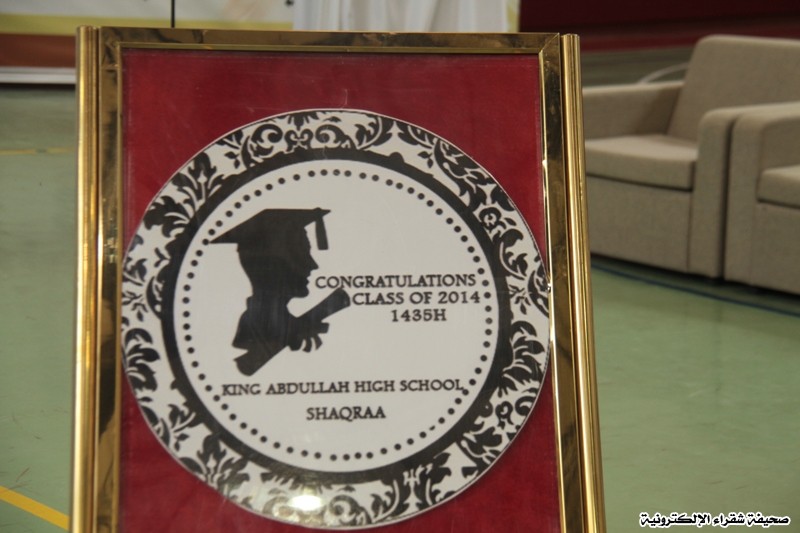 CONGRATULATIONS
CLASS OF 2014
1435H
KING ABDULLAH HIGH SCHOOL
SHAQRAA
صحيفة شقراء الإلكترونية